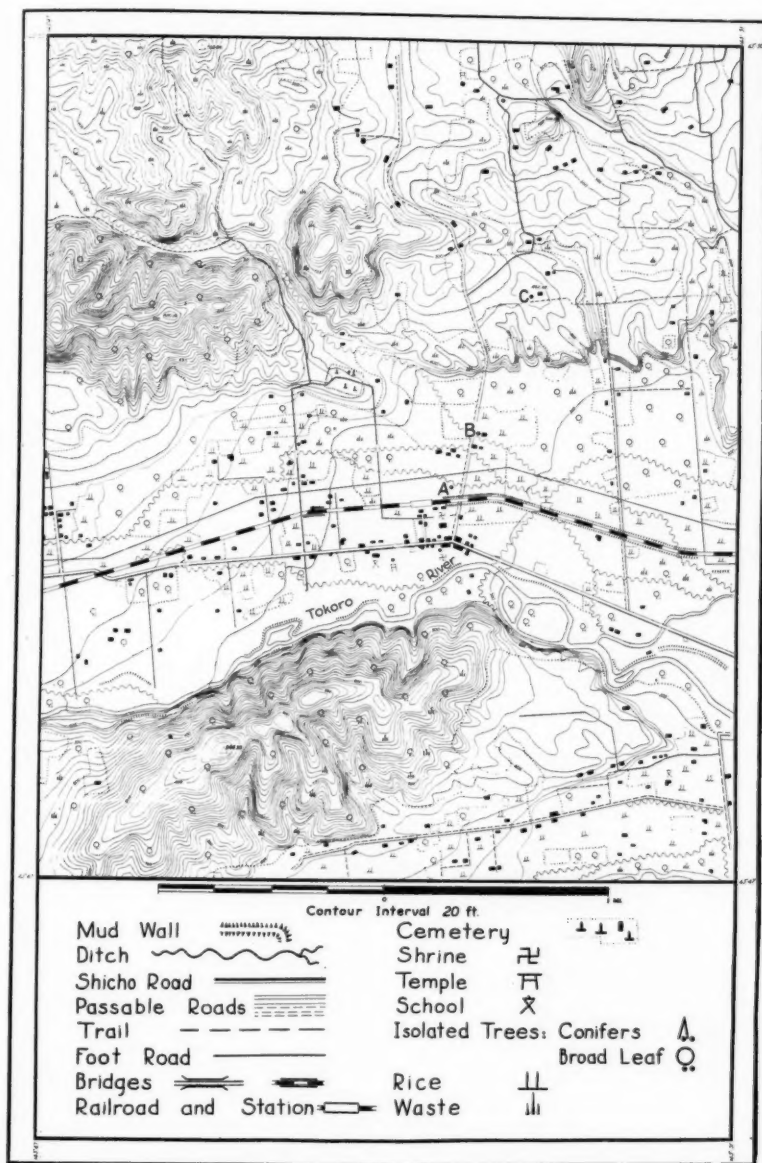 C
B
A
River
Tokoro
Contour Interval 20 ft.
Mud Wall
Ditch
Shicho Road
Passable Roads
Trail
Foot Road
Bridges
Railroad and Station
Cemetery
Shrine
Temple
School
Isolated Trees: Conifers
Broad Leaf
Rice
Waste